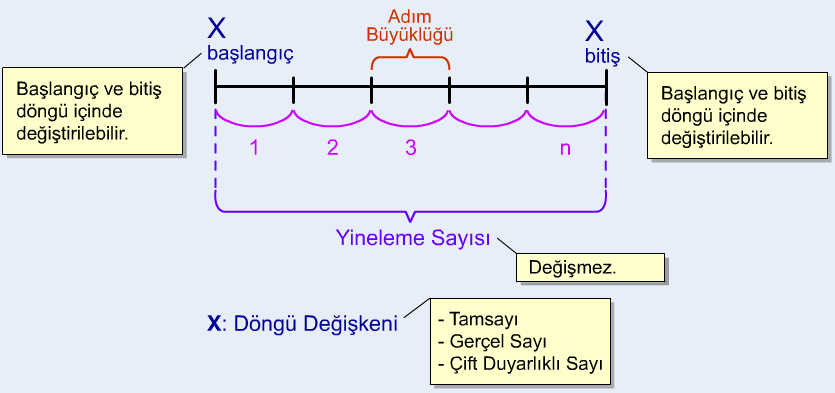 X
başlangıç
Adım
Büyüklüğü
X
bitiş
Başlangıç ve bitiş
döngü içinde
değiştirilebilir.
Başlangıç ve bitiş
döngü içinde
değiştirilebilir.
1 2 3 n
Yineleme Sayısı
Değişmez.
X: Döngü Değişkeni
- Tamsayı
- Gerçel Sayı
- Çift Duyarlıklı Sayı